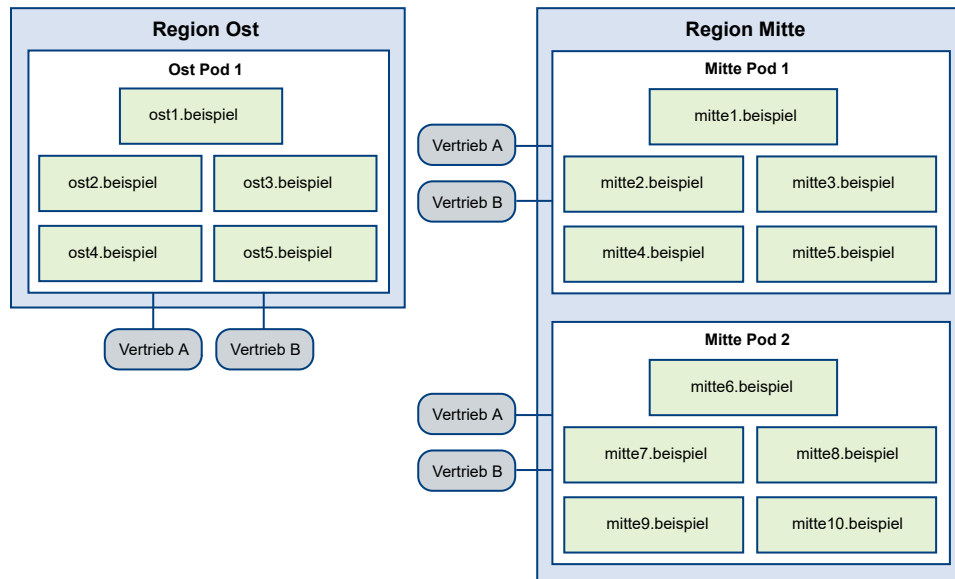 Region Ost
Ost Pod 1
ost1.beispiel
ost2.beispiel
ost3.beispiel
ost4.beispiel
ost5.beispiel
Vertrieb A
Vertrieb B
Region Mitte
Mitte Pod 1
mitte1.beispiel
Vertrieb A
Vertrieb B
mitte2.beispiel
mitte3.beispiel
mitte4.beispiel
mitte5.beispiel
Mitte Pod 2
mitte6.beispiel
Vertrieb A
Vertrieb B
mitte7.beispiel
mitte8.beispiel
mitte9.beispiel
mitte10.beispiel